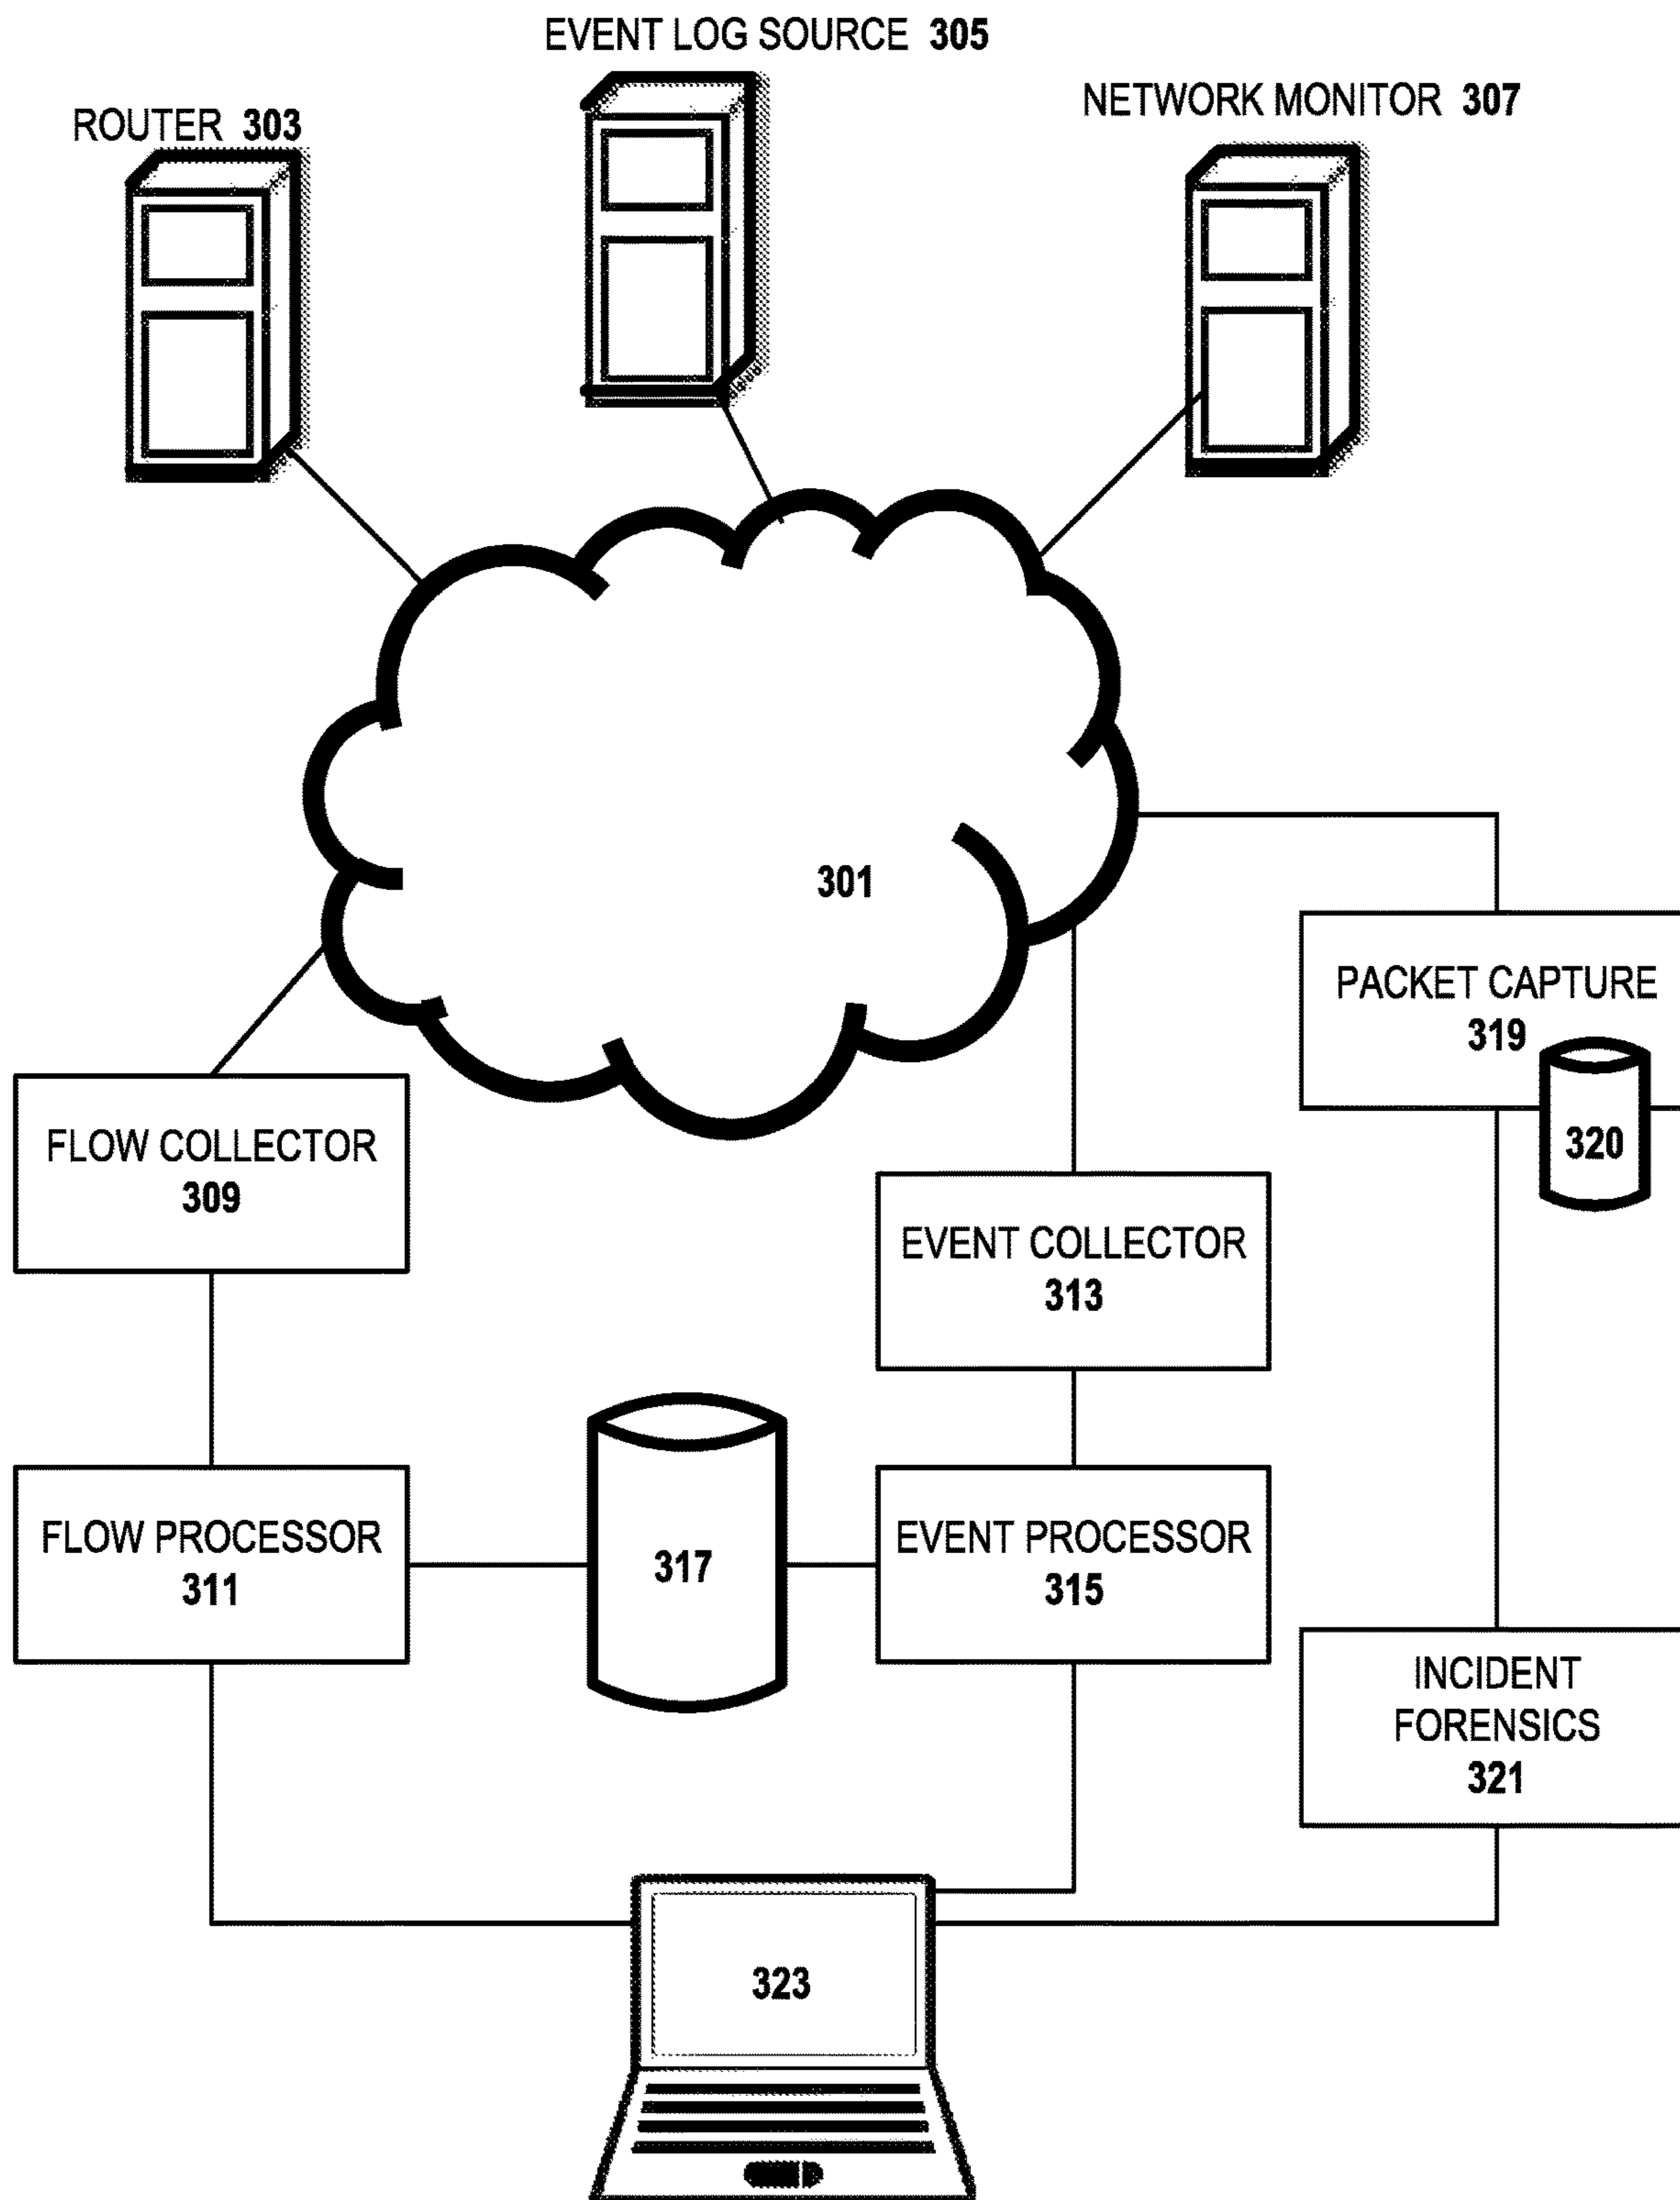 EVENT LOG SOURCE 305
NETWORK MONITOR 307
ROUTER 303
301
PACKET CAPTURE
319
320
FLOW COLLECTOR
309
EVENT COLLECTOR
313
FLOW PROCESSOR
311
317
EVENT PROCESSOR
315
INCIDENT
FORENSICS
321
323